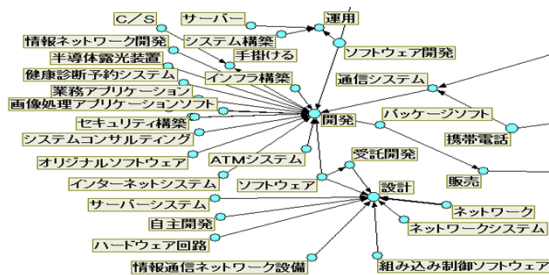 C／S
サーバー
運用
情報ネットワーク開発
システム構築
ソフトウェア開発
半導体露光装置
手掛ける
健康診断予約システム
インフラ構築
通信システム
業務アプリケーション
画像処理アプリケーションソフト
開発
パッケージソフト
セキュリティ構築
携帯電話
システムコンサルティング
オリジナルソフトウェア
ATMシステム
受託開発
インターネットシステム
ソフトウェア
設計
販売
サーバーシステム
ネットワーク
自主開発
ネットワークシステム
ハードウェア回路
情報通信ネットワーク設備
組み込み制御ソフトウェア